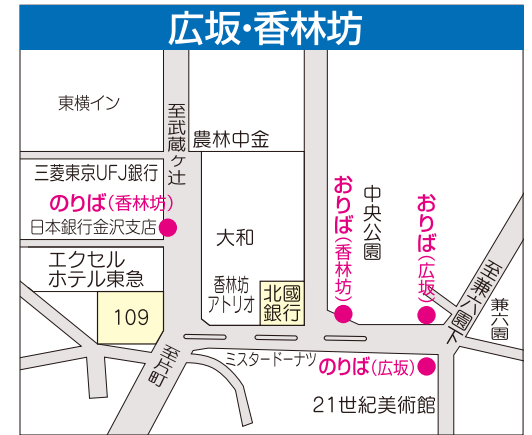 広坂・香林坊
東横イン
至武蔵ヶ辻
農林中金
三菱東京UFJ銀行
のりば(香林坊)
日本銀行金沢支店
大和
おりば(香林坊)
中央公園
おりば(広坂)
エクセル
ホテル東急
香林坊
アトリオ
北國
銀行
至兼六園下
兼六園
109
至片町
ミスタードーナツ
のりば(広坂)
21世紀美術館